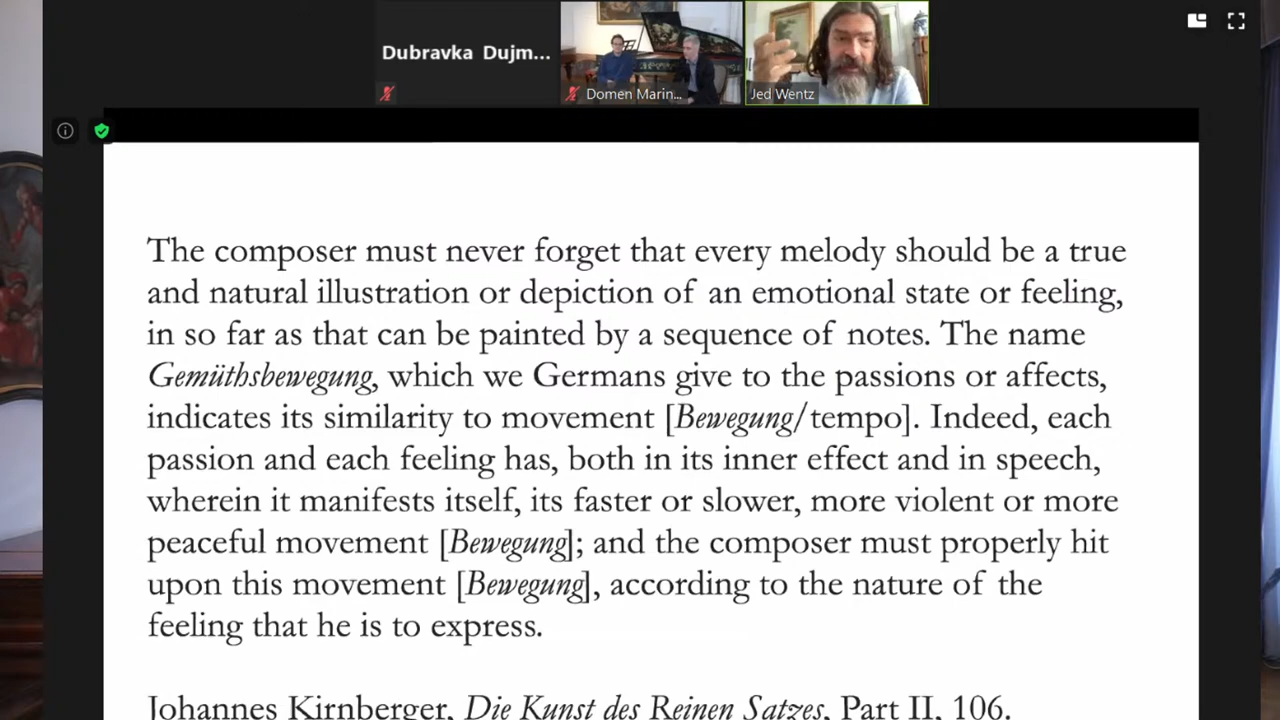 Dubravka Dujm...
Domen Marin...
Jed Wentz
The composer must never forget that every melody should be a true
and natural illustration or depiction of an emotional state or feeling,
in so far as that can be painted by a sequence of notes. The name
Gemüthsbewegung, which we Germans give to the passions or affects,
indicates its similarity to movement [Bewegung/tempo]. Indeed, each
passion and each feeling has, both in its inner effect and in speech,
wherein it manifests itself, its faster or slower, more violent or more
peaceful movement [Bewegung]; and the composer must properly hit
upon this movement [Bewegung], according to the nature of the
feeling that he is to express.
Johannes Kirnberger, Die Kunst des Reinen Satzes, Part II, 106.